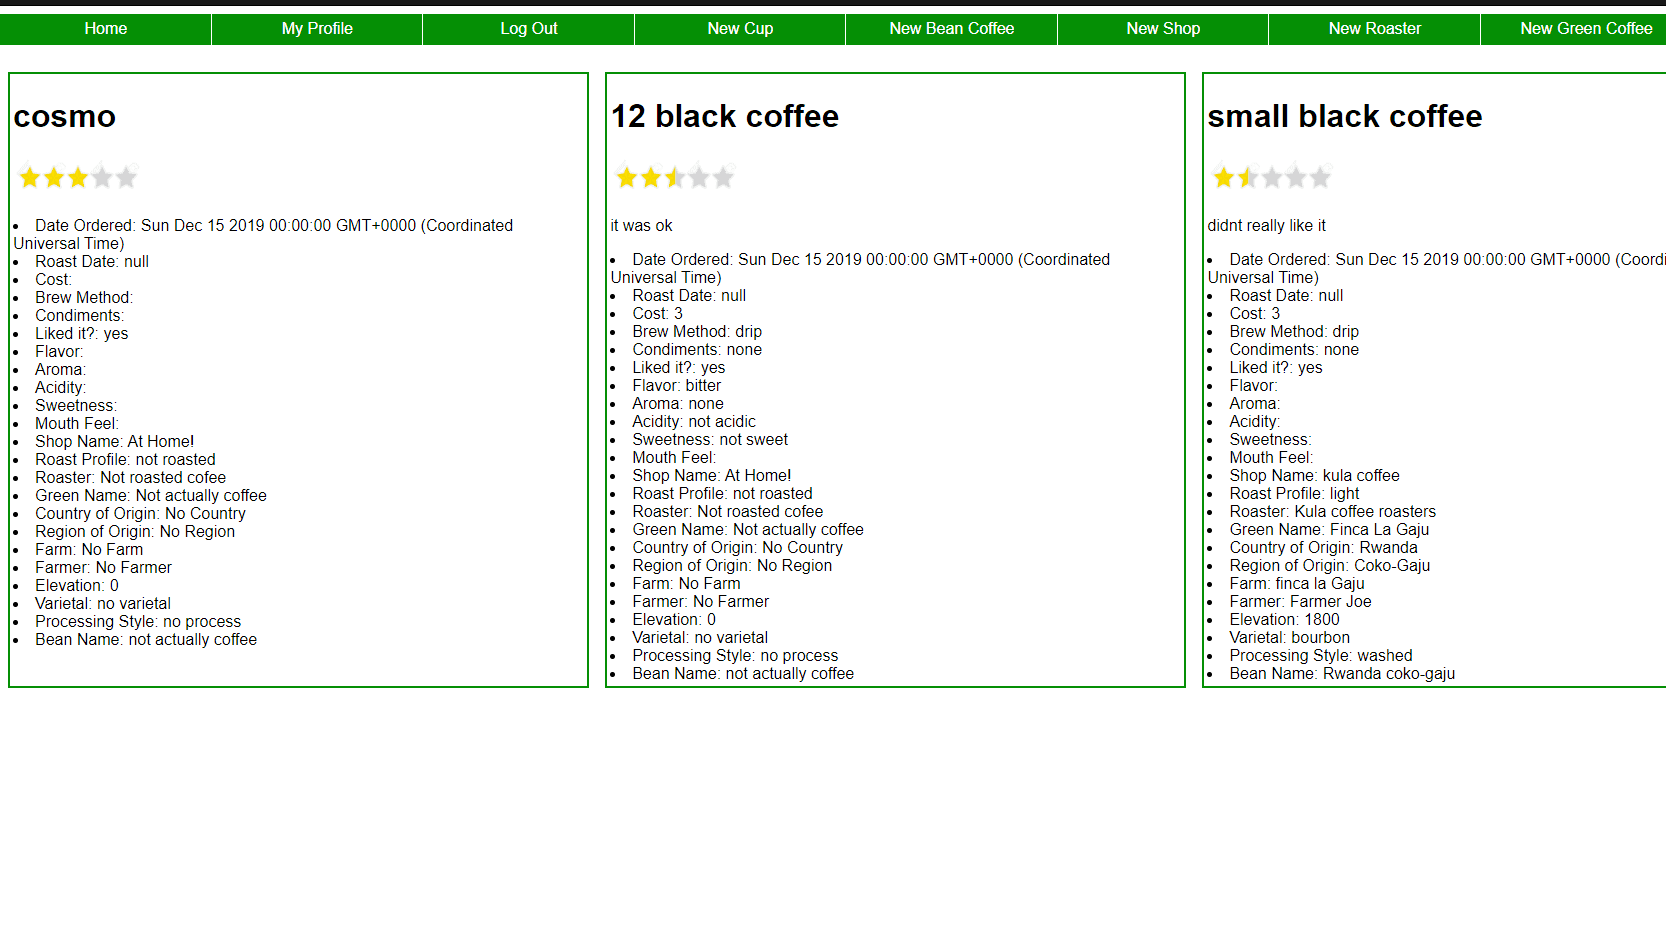 Home My Profile Log Out New Cup New Bean Coffee New Shop New Roaster New Green Coffee
cosmo
Date Ordered: Sun Dec 15 2019 00:00:00 GMT+0000 (Coordinated
Universal Time)
Roast Date: null
Cost:
Brew Method:
Condiments:
Liked it?: yes
Flavor:
Aroma:
Acidity:
Sweetness:
Mouth Feel:
Shop Name: At Home!
Roast Profile: not roasted
Roaster: Not roasted cofee
Green Name: Not actually coffee
Country of Origin: No Country
Region of Origin: No Region
Farm: No Farm
Farmer: No Farmer
Elevation: 0
Varietal: no varietal
Processing Style: no process
Bean Name: not actually coffee
12 black coffee
it was ok
Date Ordered: Sun Dec 15 2019 00:00:00 GMT+0000 (Coordinated
Universal Time)
Roast Date: null
Cost: 3
Brew Method: drip
Condiments: none
Liked it?: yes
Flavor: bitter
Aroma: none
Acidity: not acidic
Sweetness: not sweet
Mouth Feel:
Shop Name: At Home!
Roast Profile: not roasted
Roaster: Not roasted cofee
Green Name: Not actually coffee
Country of Origin: No Country
Region of Origin: No Region
Farm: No Farm
Farmer: No Farmer
Elevation: 0
Varietal: no varietal
Processing Style: no process
Bean Name: not actually coffee
small black coffee
didnt really like it
Date Ordered: Sun Dec 15 2019 00:00:00 GMT+0000 (Coordi
Universal Time)
Roast Date: null
Cost: 3
Brew Method: drip
Condiments: none
Liked it?: yes
Flavor:
Aroma:
Acidity:
Sweetness:
Mouth Feel:
Shop Name: kula coffee
Roast Profile: light
Roaster: Kula coffee roasters
Green Name: Finca La Gaju
Country of Origin: Rwanda
Region of Origin: Coko-Gaju
Farm: finca la Gaju
Farmer: Farmer Joe
Elevation: 1800
Varietal: bourbon
Processing Style: washed
Bean Name: Rwanda coko-gaju